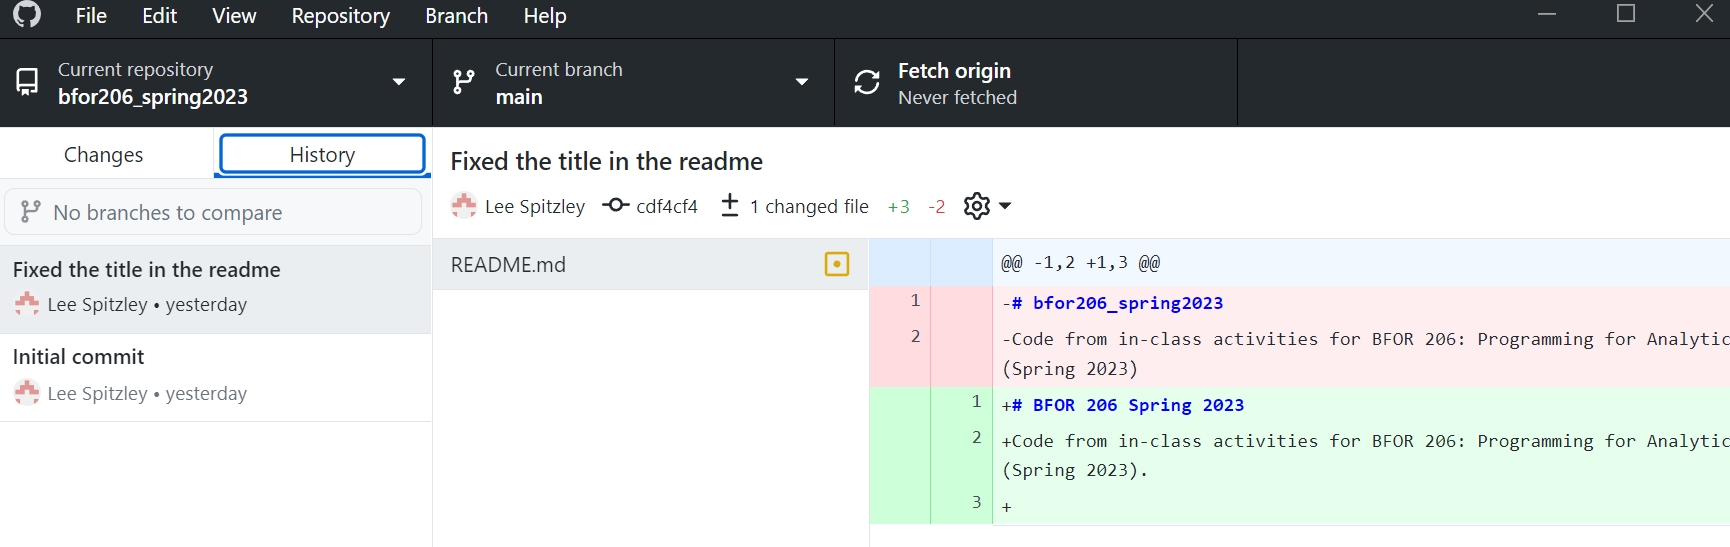 File Edit View Repository Branch Help
Current repository
bfor206_spring2023
Current branch
main
Fetch origin
Never fetched
Changes
History
No branches to compare
Fixed the title in the readme
Lee Spitzley • yesterday
Initial commit
Lee Spitzley • yesterday
Fixed the title in the readme
Lee Spitzley cdf4cf4 1 changed file +3 -2
README.md
@@ -1,2 +1,3 @@
1 -# bfor206_spring2023
2 -Code from in-class activities for BFOR 206: Programming for Analytic
(Spring 2023)
1 +# BFOR 206 Spring 2023
2 +Code from in-class activities for BFOR 206: Programming for Analytic
(Spring 2023).
3 +